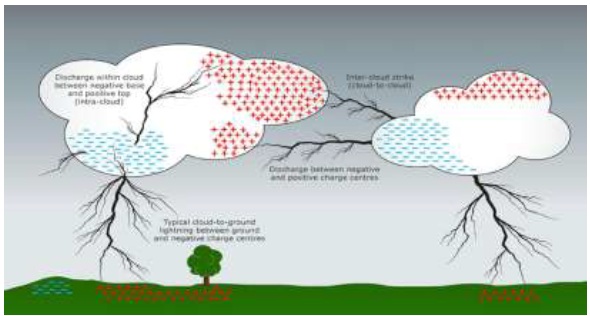 Discharge within cloud
between negative base
and positive top
(intra-cloud)
Inter-cloud strike
(cloud-to-cloud)
Discharge between negative
and positive charge centres
Typical cloud-to-ground
lightning between ground
and negative charge centres